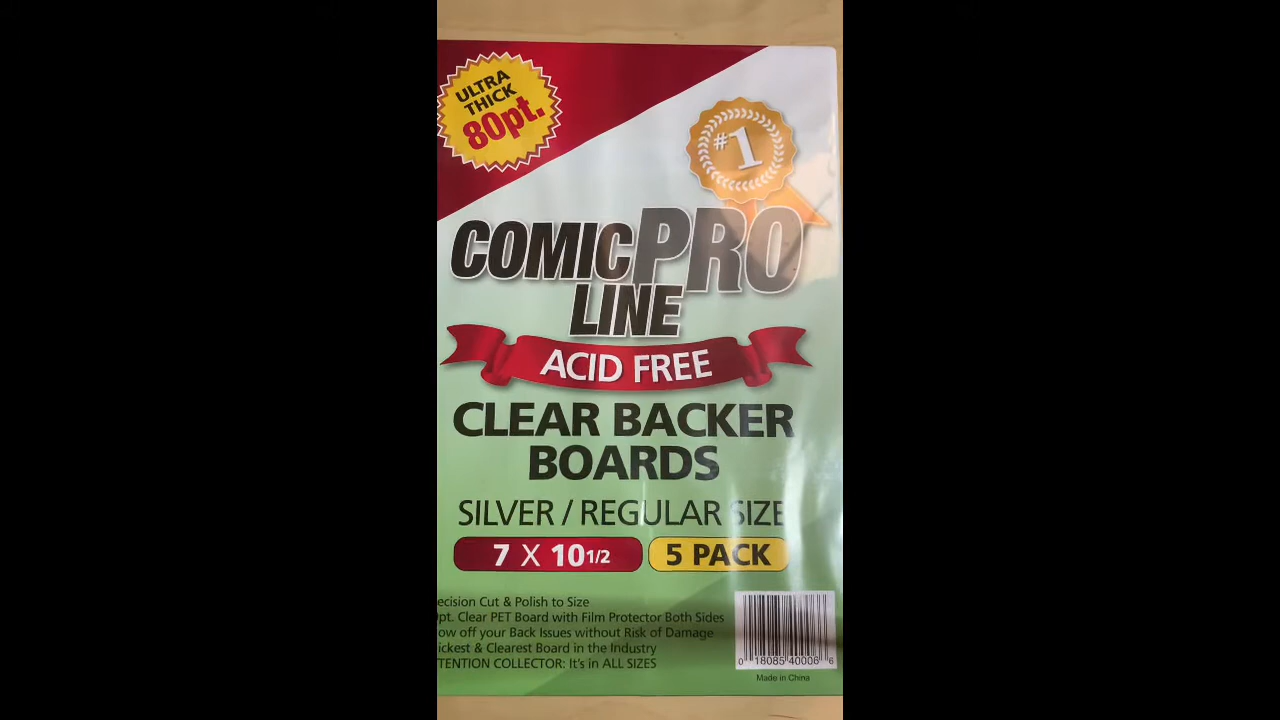 ULTRA
THICK
80pt.
#1
COMICPRO
LINE
ACID FREE
CLEAR BACKER
BOARDS
SILVER / REGULAR SIZE
7 X 10 1/2
5 PACK
ecision Cut & Polish to Size
pt. Clear PET Board with Film Protector Both Sides
ow off your Back Issues without Risk of Damage
ickest & Clearest Board in the Industry
TENTION COLLECTOR: It's in ALL SIZES
0 18085 40006 6
Made in China